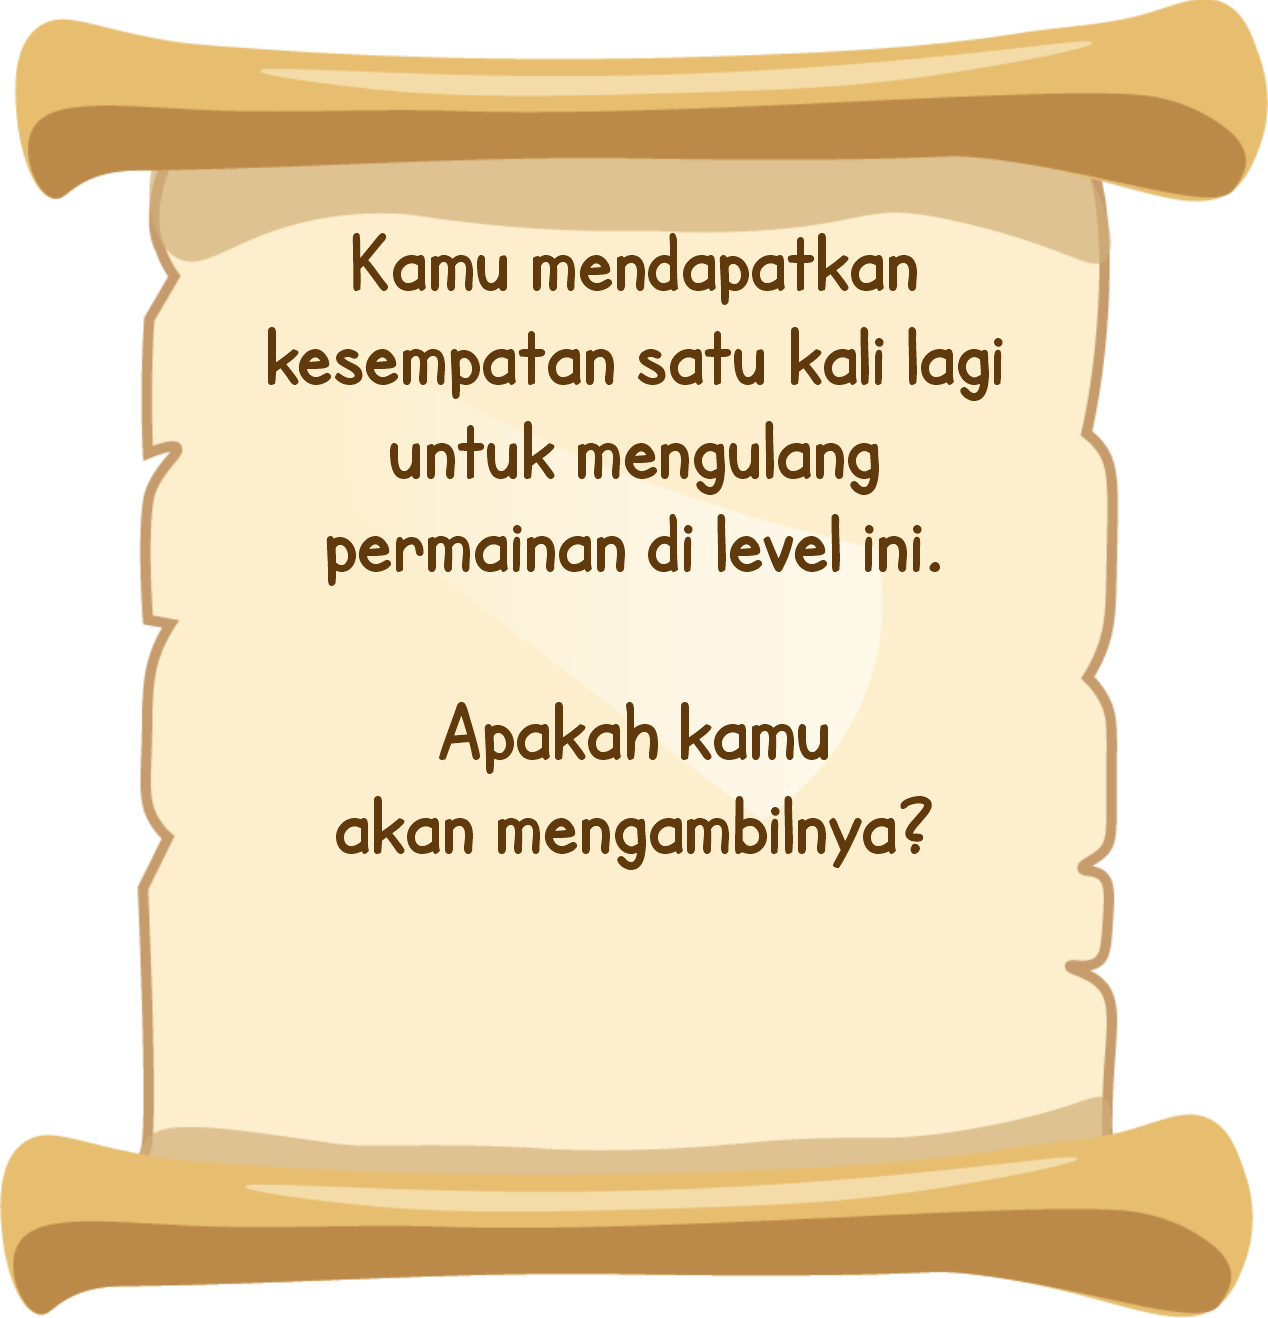 Kamu mendapatkan
kesempatan satu kali lagi
untuk mengulang
permainan di level ini.
Apakah kamu
akan mengambilnya?